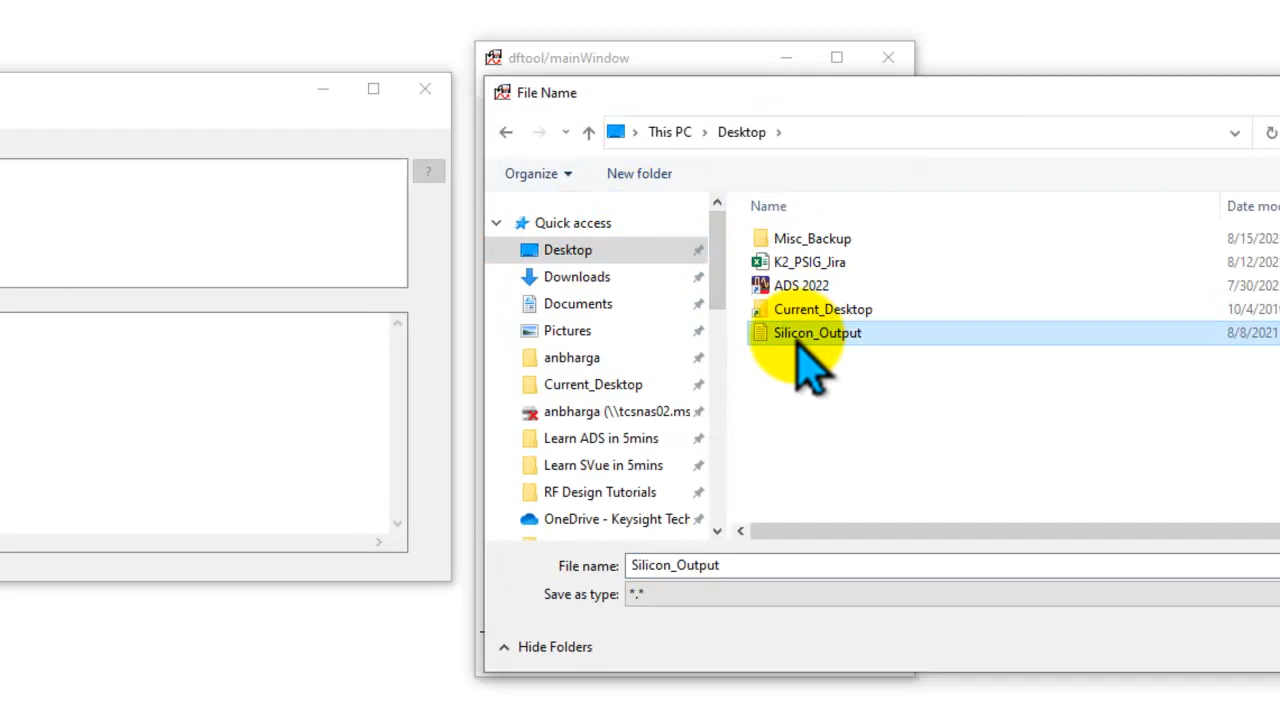 dftool/mainWindow
File Name
This PC › Desktop ›
Organize New folder
?
Name Date
Quick access
Desktop
Downloads
Documents
Pictures
anbharga
Current_Desktop
anbharga (\\tcsnas02.ms
Learn ADS in 5mins
Learn SVue in 5mins
RF Design Tutorials
OneDrive - Keysight Tech
Misc_Backup 8/15/202
K2_PSIG_Jira 8/12/202
ADS 2022 7/30/202
Current_Desktop 10/4/201
Silicon_Output 8/8/2021
File name: Silicon_Output
Save as type: *.*
Hide Folders